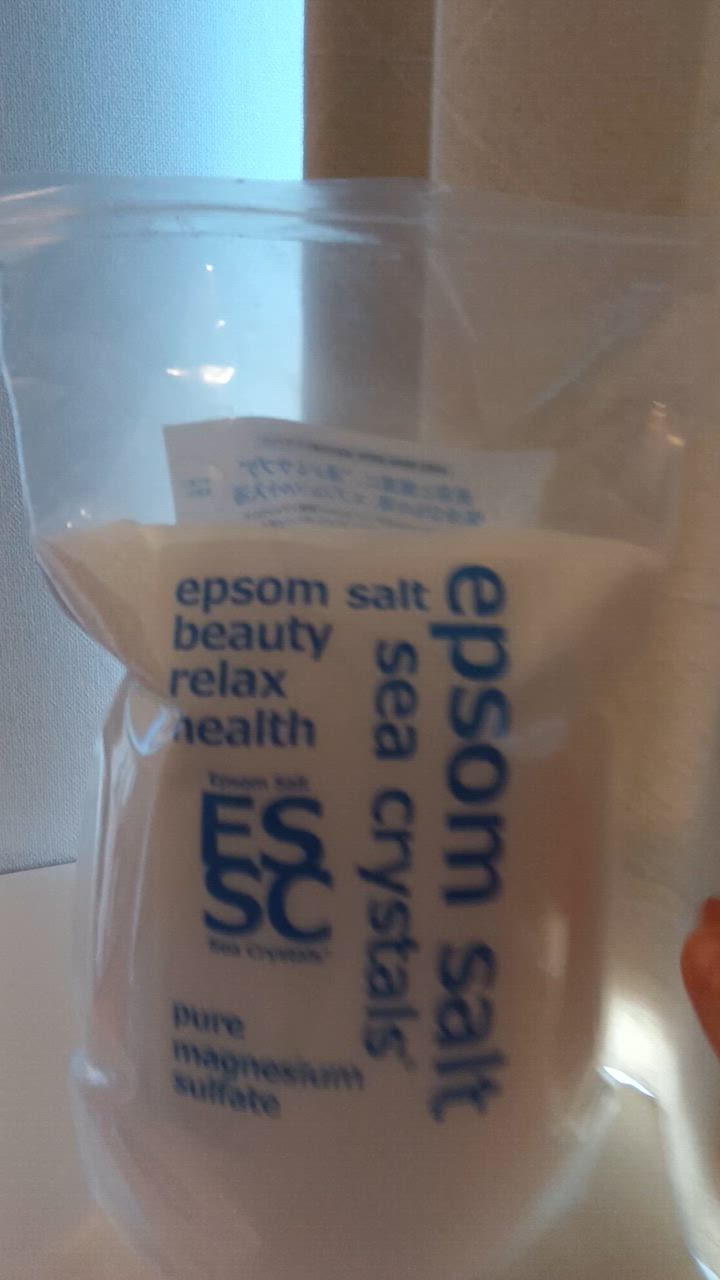 epsom salt
beauty
relax
health
Epsom Salt
ES
SC
Sea Crystals
pure
magnesium
sulfate
epsom salt
sea crystals